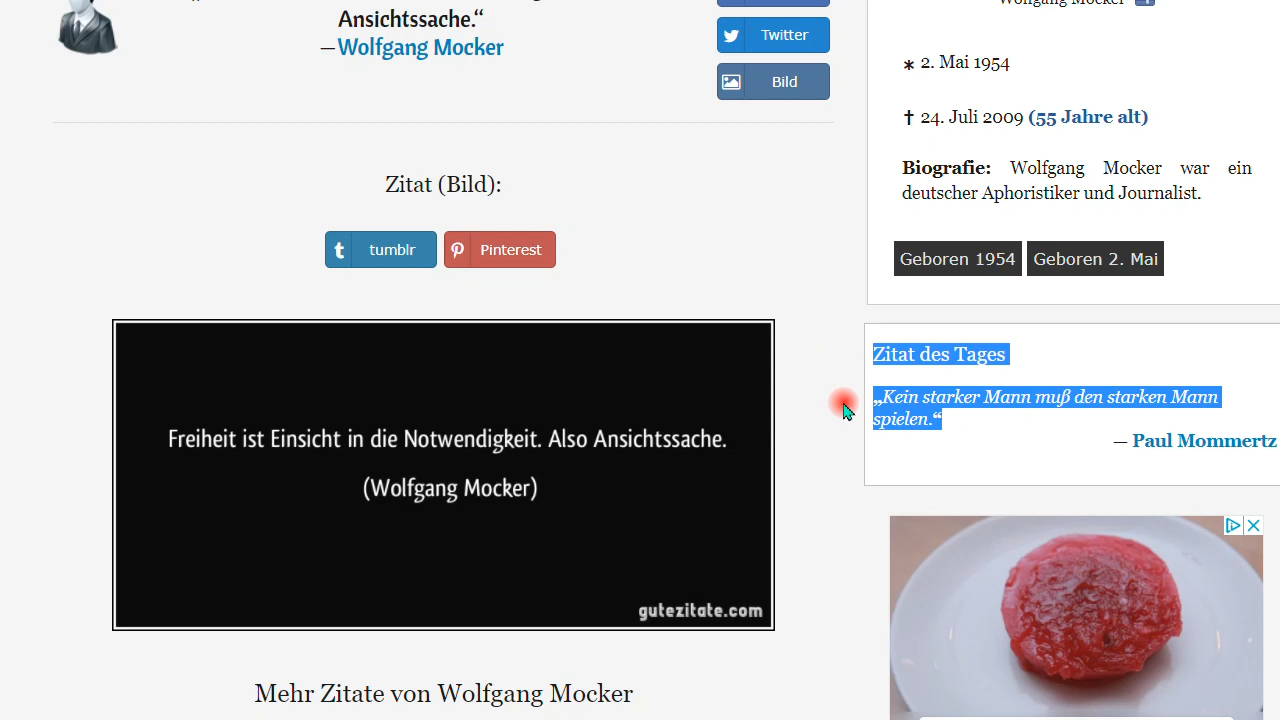 Ansichtssache.“
—Wolfgang Mocker
Twitter
Bild
Zitat (Bild):
tumblr
Pinterest
Freiheit ist Einsicht in die Notwendigkeit. Also Ansichtssache.
(Wolfgang Mocker)
gutezitate.com
Mehr Zitate von Wolfgang Mocker
Wolfgang Mocker
* 2. Mai 1954
† 24. Juli 2009 (55 Jahre alt)
Biografie: Wolfgang Mocker war ein
deutscher Aphoristiker und Journalist.
Geboren 1954
Geboren 2. Mai
Zitat des Tages
„Kein starker Mann muß den starken Mann
spielen.“
— Paul Mommertz